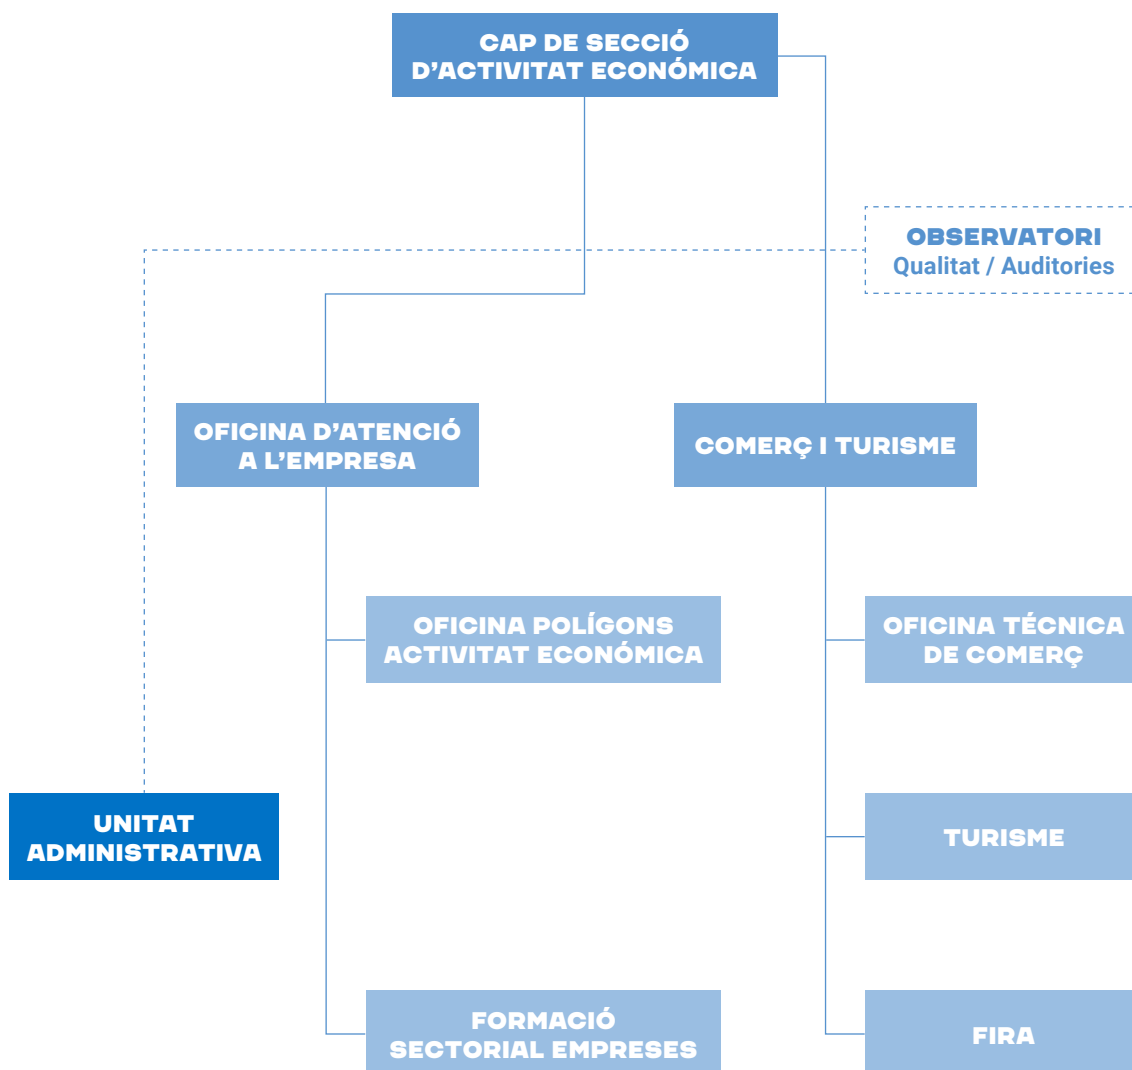 CAP DE SECCIÓ
D'ACTIVITAT ECONÓMICA
OBSERVATORI
Qualitat / Auditories
OFICINA D'ATENCIÓ
A L'EMPRESA
COMERÇ I TURISME
OFICINA POLÍGONS
ACTIVITAT ECONÓMICA
OFICINA TÉCNICA
DE COMERÇ
UNITAT
ADMINISTRATIVA
TURISME
FORMACIÓ
SECTORIAL EMPRESES
FIRA